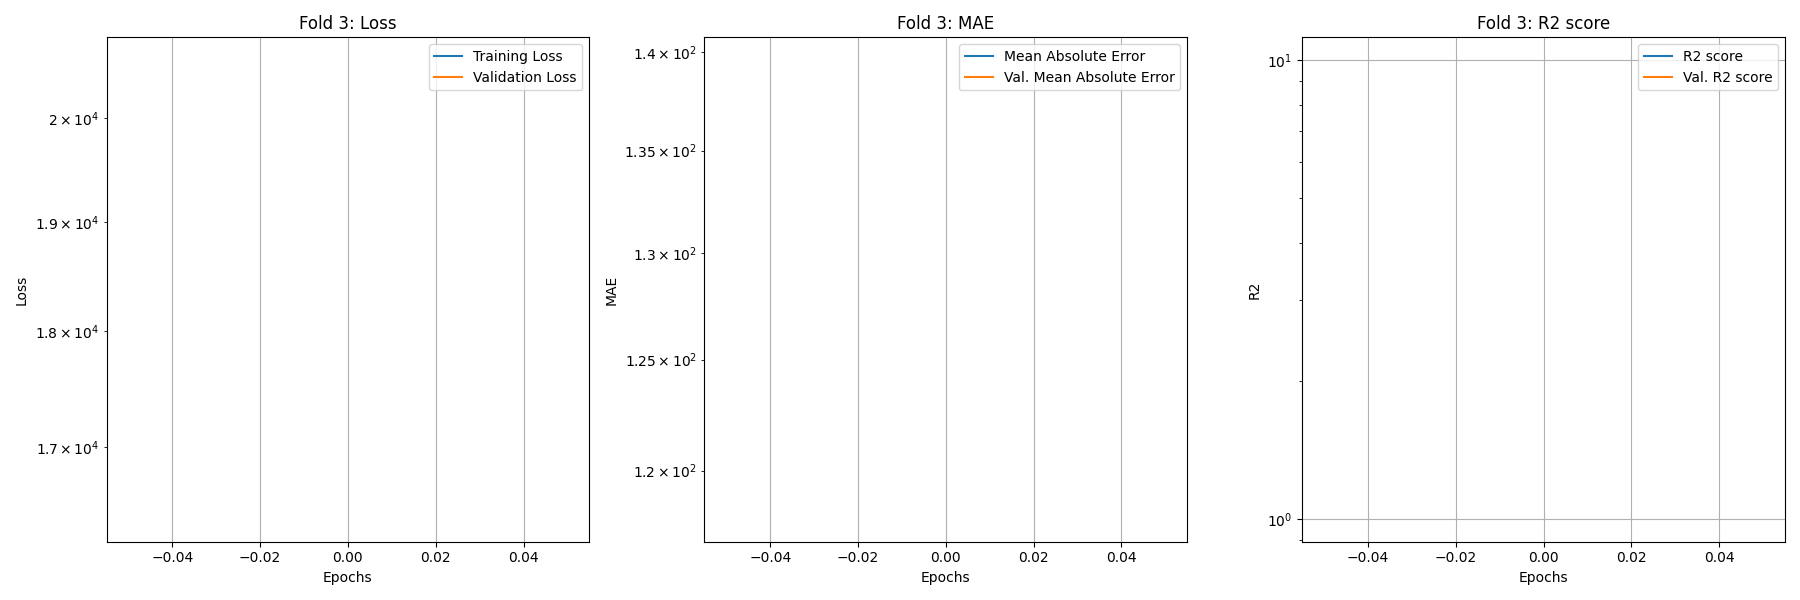 Fold 3: Loss
Training Loss
Validation Loss
2 × 10⁴
1.9 × 10⁴
1.8 × 10⁴
1.7 × 10⁴
Loss
−0.04 −0.02 0.00 0.02 0.04
Epochs
Fold 3: MAE
Mean Absolute Error
Val. Mean Absolute Error
1.4 × 10²
1.35 × 10²
1.3 × 10²
1.25 × 10²
1.2 × 10²
MAE
−0.04 −0.02 0.00 0.02 0.04
Epochs
Fold 3: R2 score
R2 score
Val. R2 score
10¹
10⁰
R2
−0.04 −0.02 0.00 0.02 0.04
Epochs